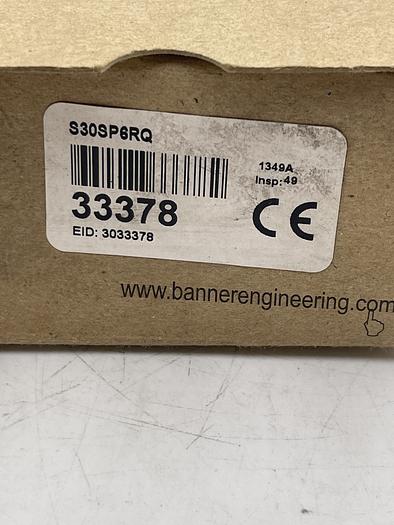 S30SP6RQ
1349A
Insp: 49
33378
CE
EID: 3033378
www.bannerengineering.com